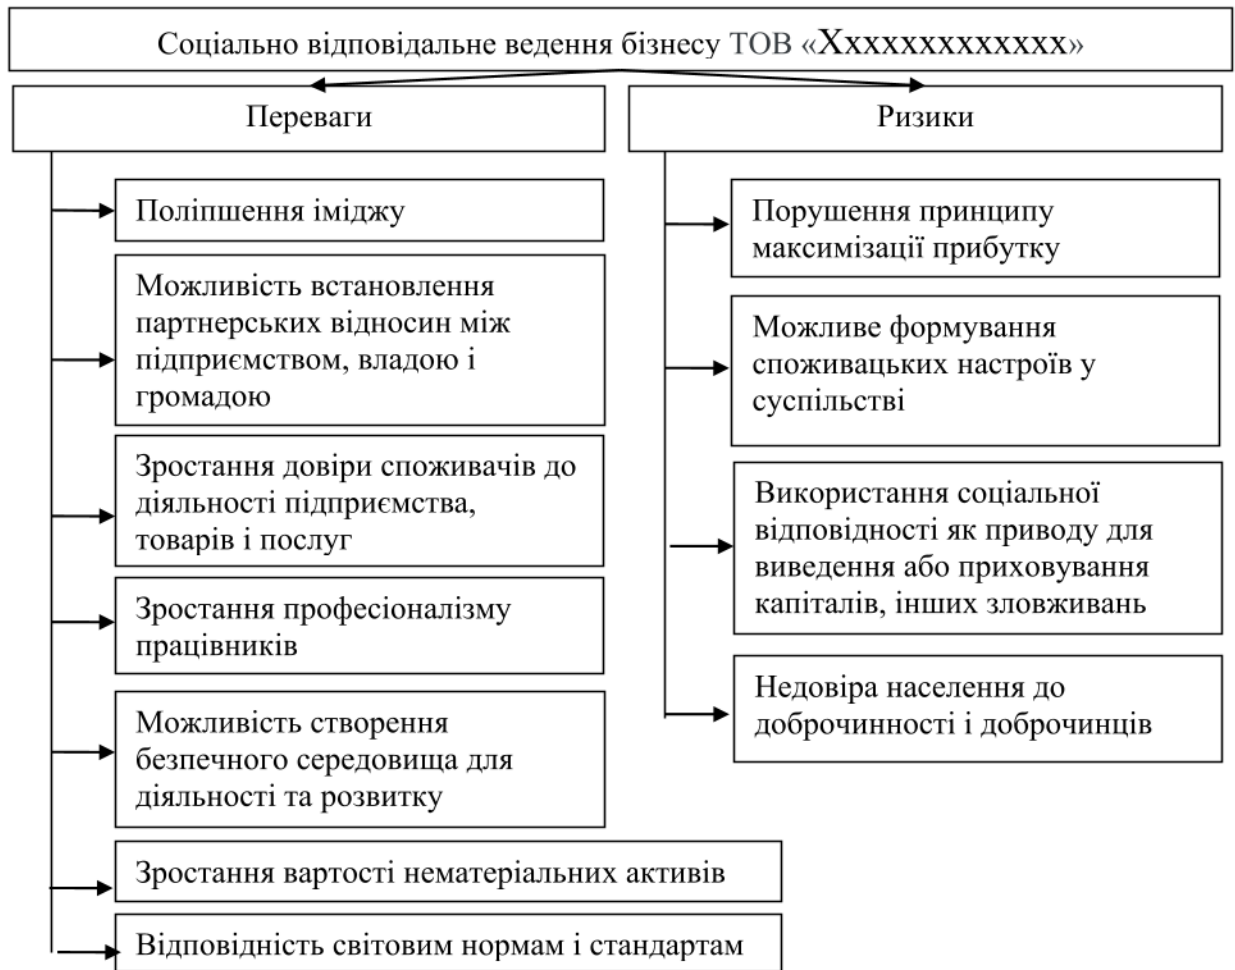 Соціально відповідальне ведення бізнесу ТОВ «Xxxxxxxxxxxxx»
Переваги
Поліпшення іміджу
Можливість встановлення
партнерських відносин між
підприємством, владою і
громадою
Зростання довіри споживачів до
діяльності підприємства,
товарів і послуг
Зростання професіоналізму
працівників
Можливість створення
безпечного середовища для
діяльності та розвитку
Зростання вартості нематеріальних активів
Відповідність світовим нормам і стандартам
Ризики
Порушення принципу
максимізації прибутку
Можливе формування
споживацьких настроїв у
суспільстві
Використання соціальної
відповідності як приводу для
виведення або приховування
капіталів, інших зловживань
Недовіра населення до
доброчинності і доброчинців